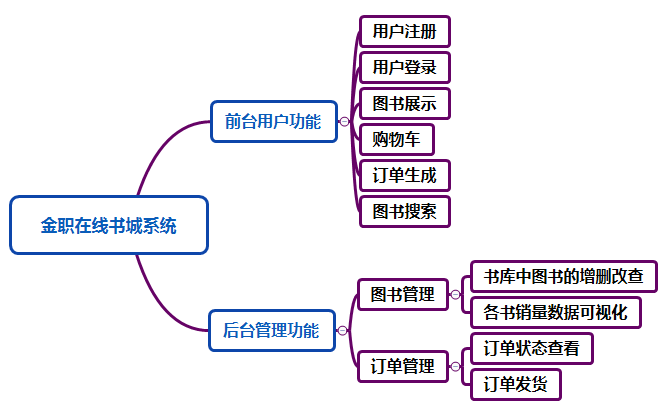 金职在线书城系统
前台用户功能
用户注册
用户登录
图书展示
购物车
订单生成
图书搜索
后台管理功能
图书管理
书库中图书的增删改查
各书销量数据可视化
订单管理
订单状态查看
订单发货